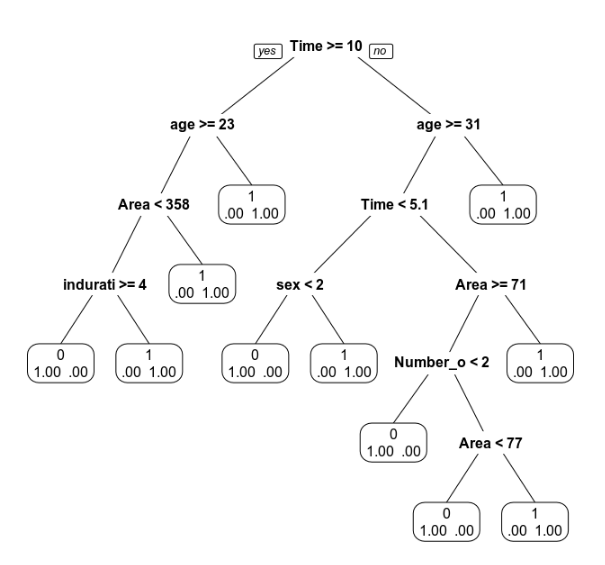 yes Time >= 10 no
age >= 23 age >= 31
Area < 358 1 Time < 5.1 1
.00 1.00 .00 1.00
indurati >= 4 1 sex < 2 Area >= 71
.00 1.00
0 1 0 1 Number_o < 2 1
1.00 .00 .00 1.00 1.00 .00 .00 1.00 .00 1.00
0 Area < 77
1.00 .00
0 1
1.00 .00 .00 1.00